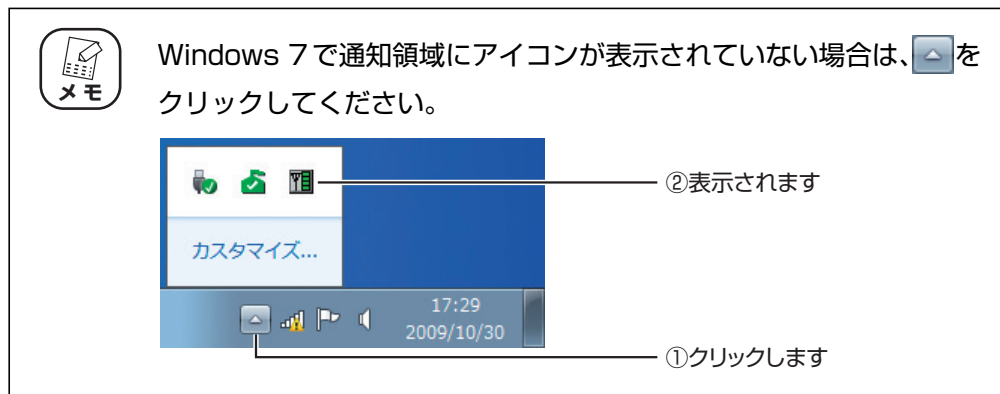 メモ
Windows 7で通知領域にアイコンが表示されていない場合は、を
クリックしてください。
②表示されます
カスタマイズ...
17:29
2009/10/30
①クリックします